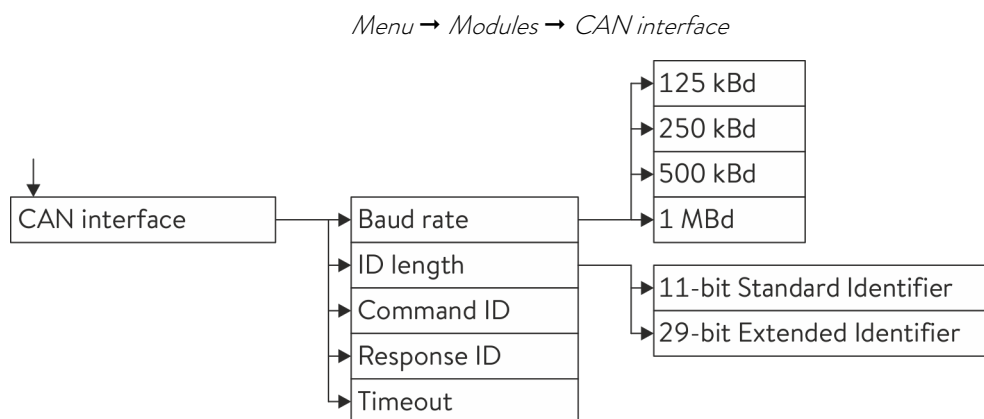 Menu → Modules → CAN interface
125 kBd
250 kBd
500 kBd
CAN interface
Baud rate
1 MBd
ID length
11-bit Standard Identifier
Command ID
29-bit Extended Identifier
Response ID
Timeout